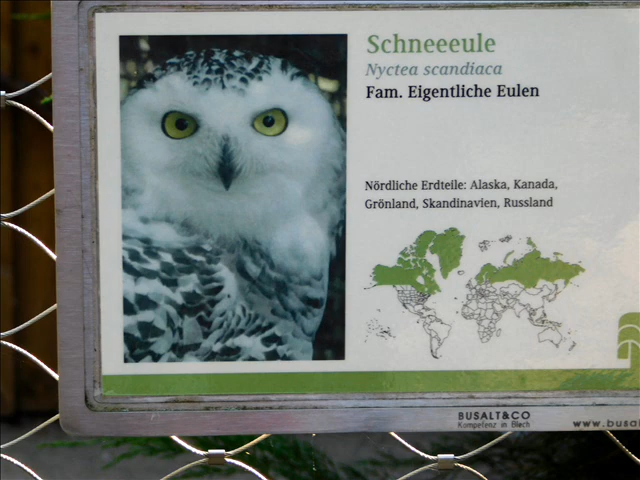 Schneeeule
Nyctea scandiaca
Fam. Eigentliche Eulen
Nördliche Erdteile: Alaska, Kanada,
Grönland, Skandinavien, Russland
BUSALT&CO
Kompetenz in Blech
www.busal